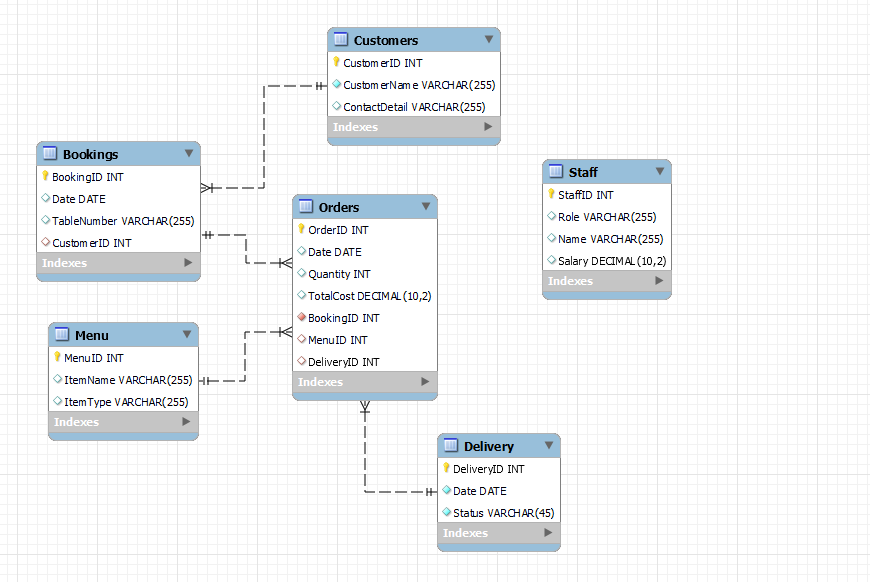 Customers
CustomerID INT
CustomerName VARCHAR(255)
ContactDetail VARCHAR(255)
Indexes
Bookings
BookingID INT
Date DATE
TableNumber VARCHAR(255)
CustomerID INT
Indexes
Staff
StaffID INT
Role VARCHAR(255)
Name VARCHAR(255)
Salary DECIMAL(10,2)
Indexes
Orders
OrderID INT
Date DATE
Quantity INT
TotalCost DECIMAL(10,2)
BookingID INT
MenuID INT
DeliveryID INT
Indexes
Menu
MenuID INT
ItemName VARCHAR(255)
ItemType VARCHAR(255)
Indexes
Delivery
DeliveryID INT
Date DATE
Status VARCHAR(45)
Indexes